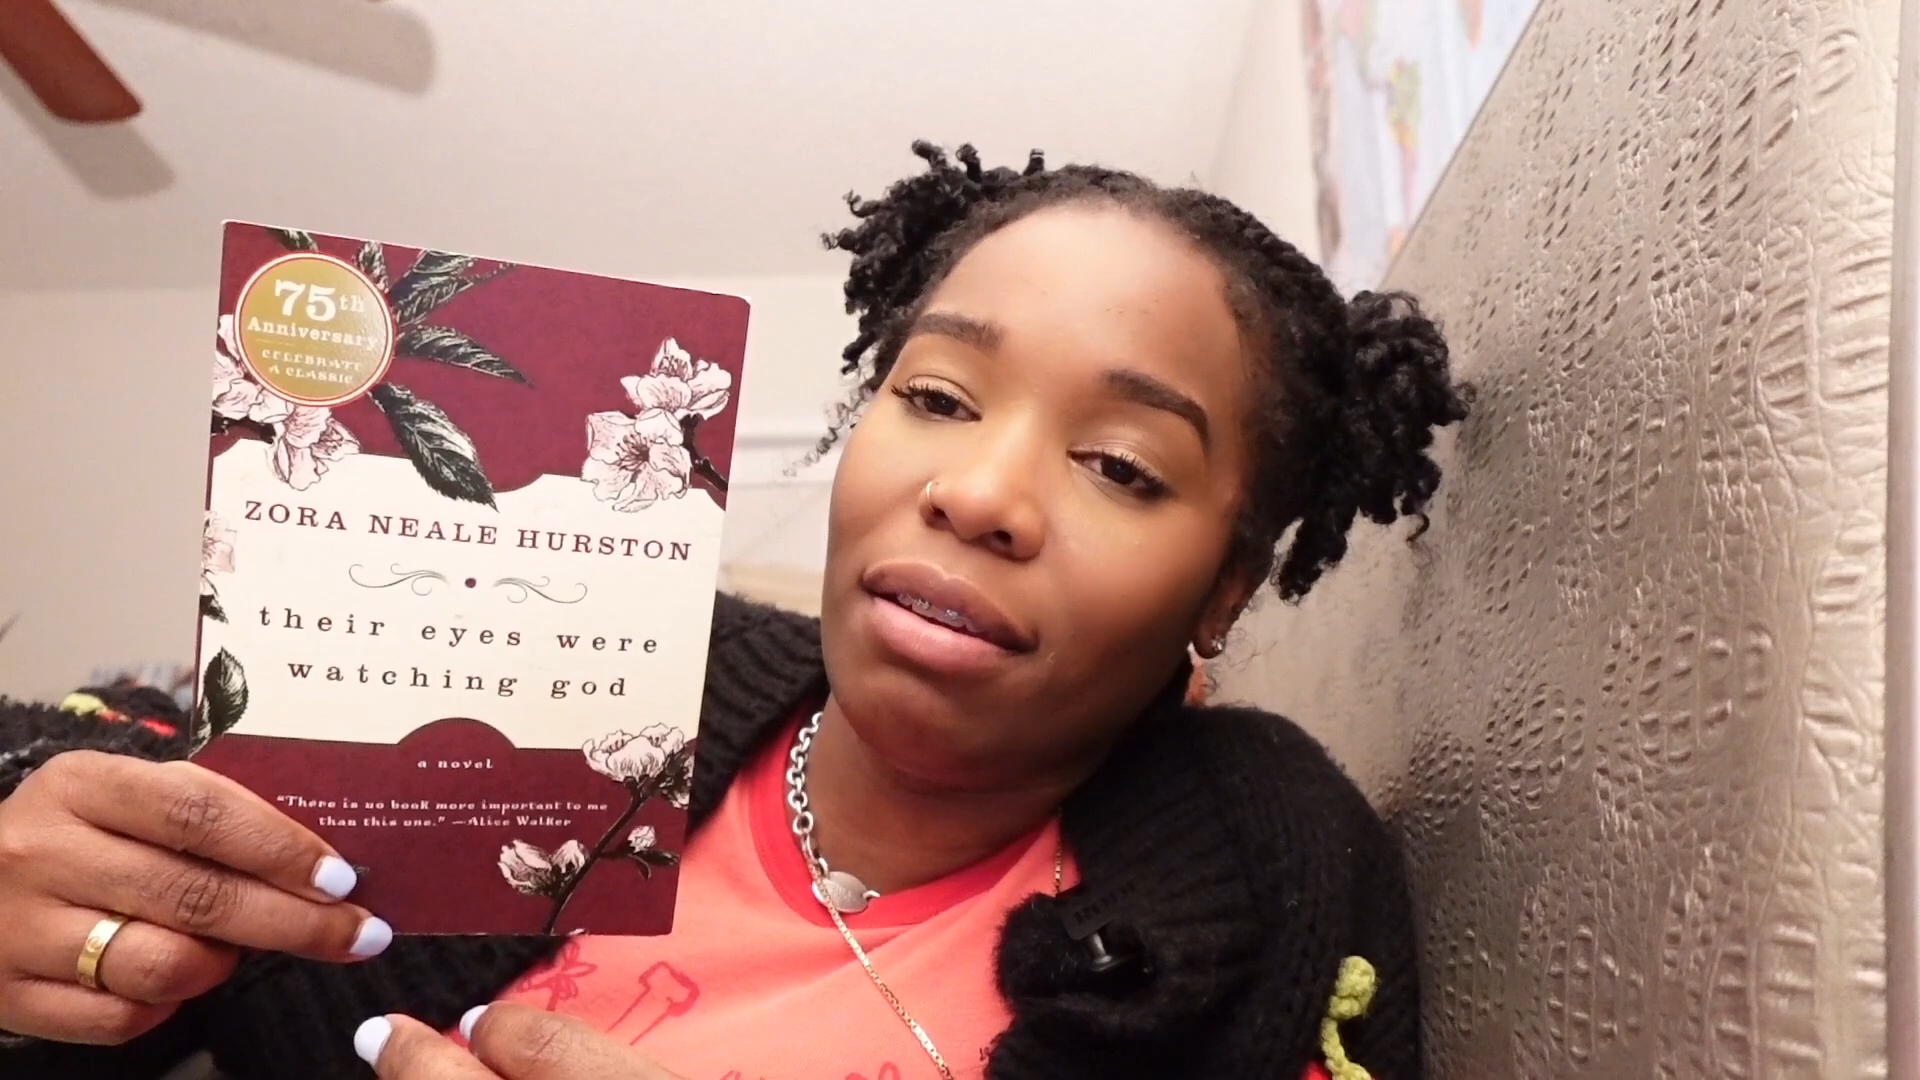 75th
Anniversary
CELEBRATE
A CLASSIC
ZORA NEALE HURSTON
their eyes were
watching god
a novel
"There is no book more important to me
than this one." —Alice Walker